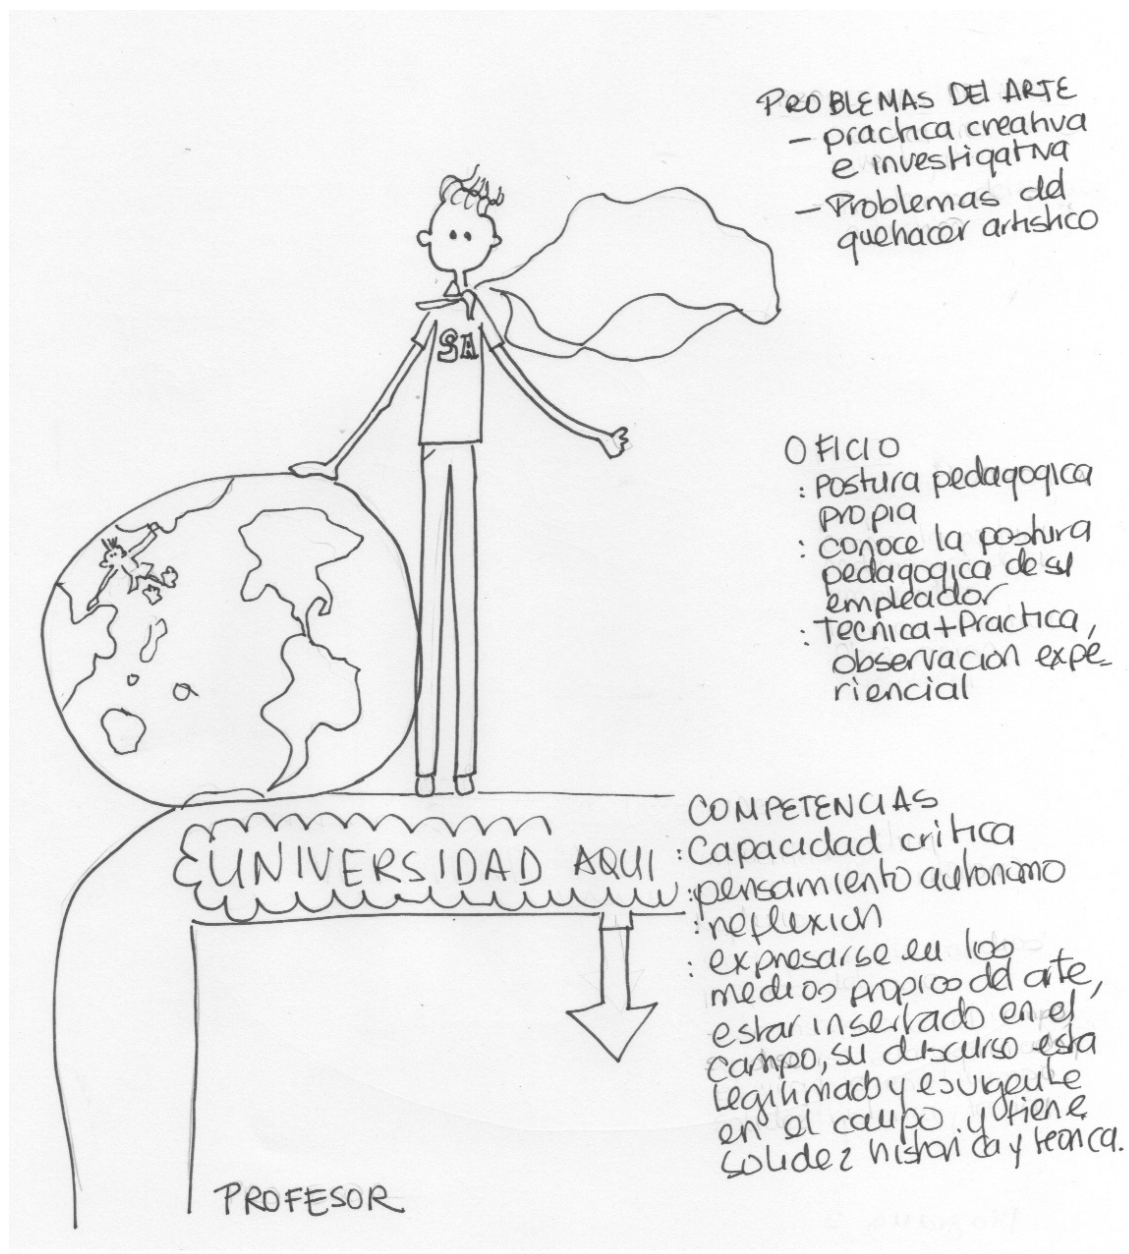 PROBLEMAS DEL ARTE
- practica creativa
e investigativa
- Problemas del
quehacer artistico
SA
OFICIO
: Postura pedagogica
propia
: conoce la postura
pedagogica de su
empleador
: Tecnica + Practica,
observacion expe-
riencial
UNIVERSIDAD AQUI
COMPETENCIAS
: Capacidad critica
: pensamiento autonomo
: reflexion
: expresarse en los
medios propios del arte,
estar insertado en el
campo, su discurso esta
legitimado y es vigente
en el campo y tiene
solidez historica y teorica.
PROFESOR